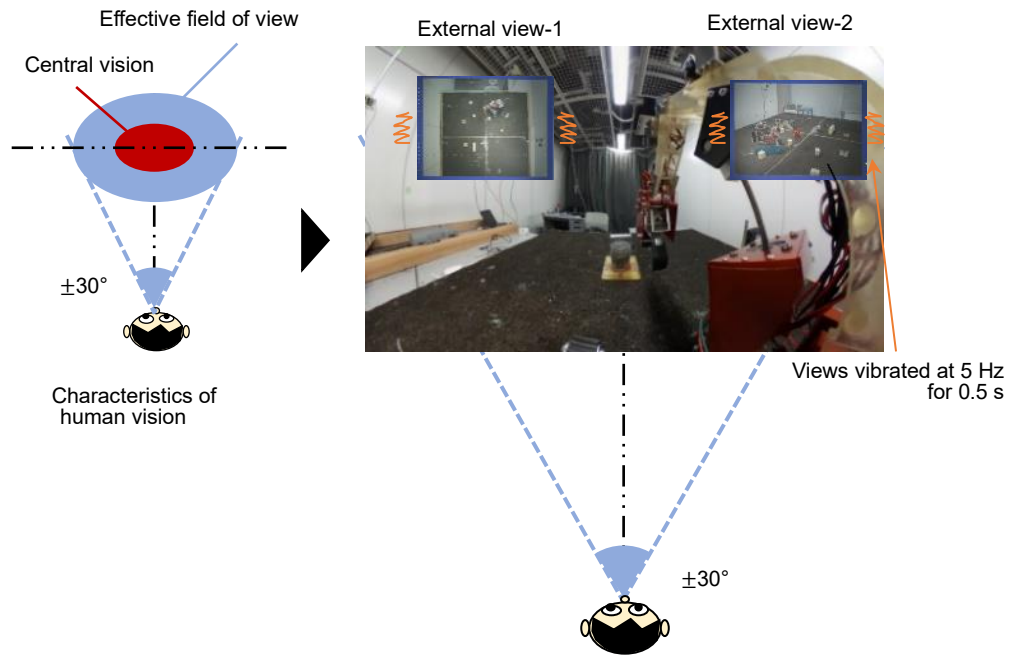 Effective field of view
Central vision
±30°
Characteristics of
human vision
External view-1
External view-2
Views vibrated at 5 Hz
for 0.5 s
±30°